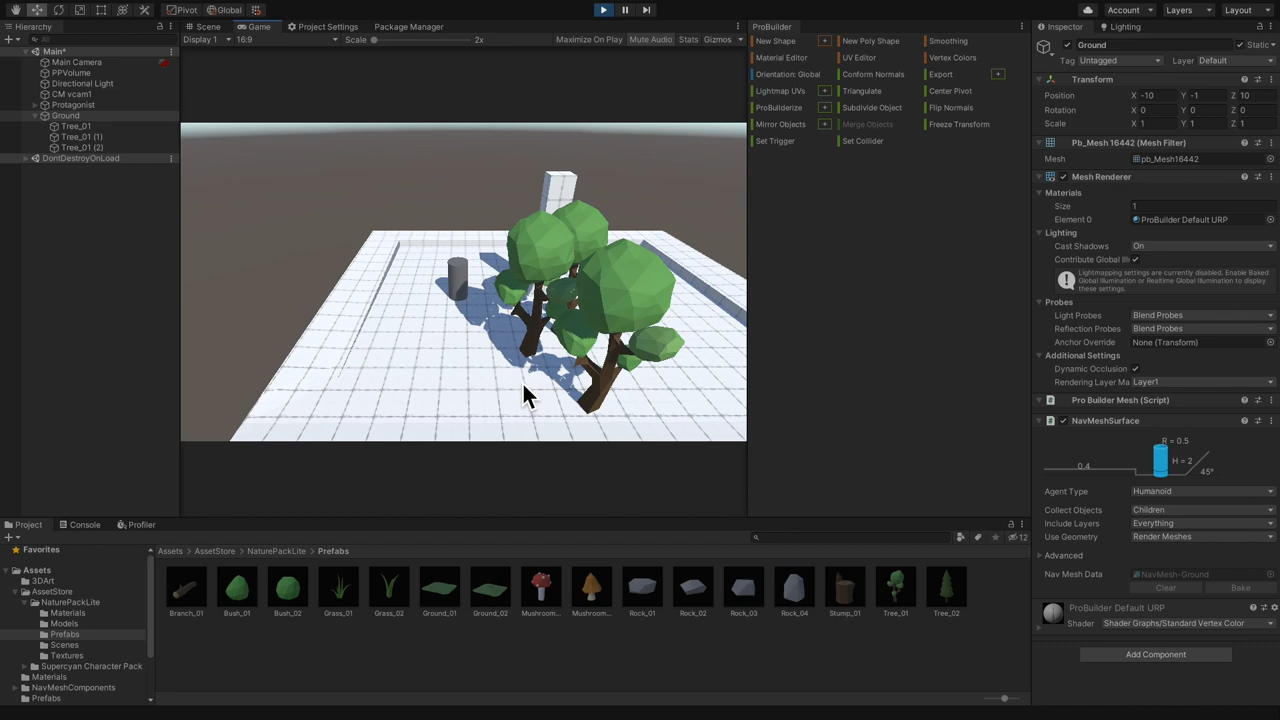 Pivot Global Account Layers Layout
Hierarchy Scene Game Project Settings Package Manager ProBuilder Inspector Lighting
All Display 1 16:9 Scale 2x Maximize On Play Mute Audio Stats Gizmos
Main*
Main Camera
PPVolume
Directional Light
CM vcam1
Protagonist
Ground
Tree_01
Tree_01 (1)
Tree_01 (2)
DontDestroyOnLoad
New Shape + New Poly Shape Smoothing
Material Editor UV Editor Vertex Colors
Orientation: Global Conform Normals Export +
Lightmap UVs + Triangulate Center Pivot
ProBuilderize + Subdivide Object Flip Normals
Mirror Objects + Merge Objects Freeze Transform
Set Trigger Set Collider
Ground Static
Tag Untagged Layer Default
Transform
Position X -10 Y -1 Z 10
Rotation X 0 Y 0 Z 0
Scale X 1 Y 1 Z 1
Pb_Mesh 16442 (Mesh Filter)
Mesh pb_Mesh16442
Mesh Renderer
Materials
Size 1
Element 0 ProBuilder Default URP
Lighting
Cast Shadows On
Contribute Global Ill
Lightmapping settings are currently disabled. Enable Baked
Global Illumination or Realtime Global Illumination to display
these settings.
Probes
Light Probes Blend Probes
Reflection Probes Blend Probes
Anchor Override None (Transform)
Additional Settings
Dynamic Occlusion
Rendering Layer Ma Layer1
Pro Builder Mesh (Script)
NavMeshSurface
R = 0.5
H = 2
0.4
45°
Agent Type Humanoid
Collect Objects Children
Include Layers Everything
Use Geometry Render Meshes
Advanced
Nav Mesh Data NavMesh-Ground
Clear Bake
ProBuilder Default URP
Shader Shader Graphs/Standard Vertex Color
Add Component
Project Console Profiler
12
Favorites
Assets
3DArt
AssetStore
NaturePackLite
Materials
Models
Prefabs
Scenes
Textures
Supercyan Character Pack
Materials
NavMeshComponents
Prefabs
Assets AssetStore NaturePackLite Prefabs
Branch_01 Bush_01 Bush_02 Grass_01 Grass_02 Ground_01 Ground_02 Mushroom... Mushroom... Rock_01 Rock_02 Rock_03 Rock_04 Stump_01 Tree_01 Tree_02